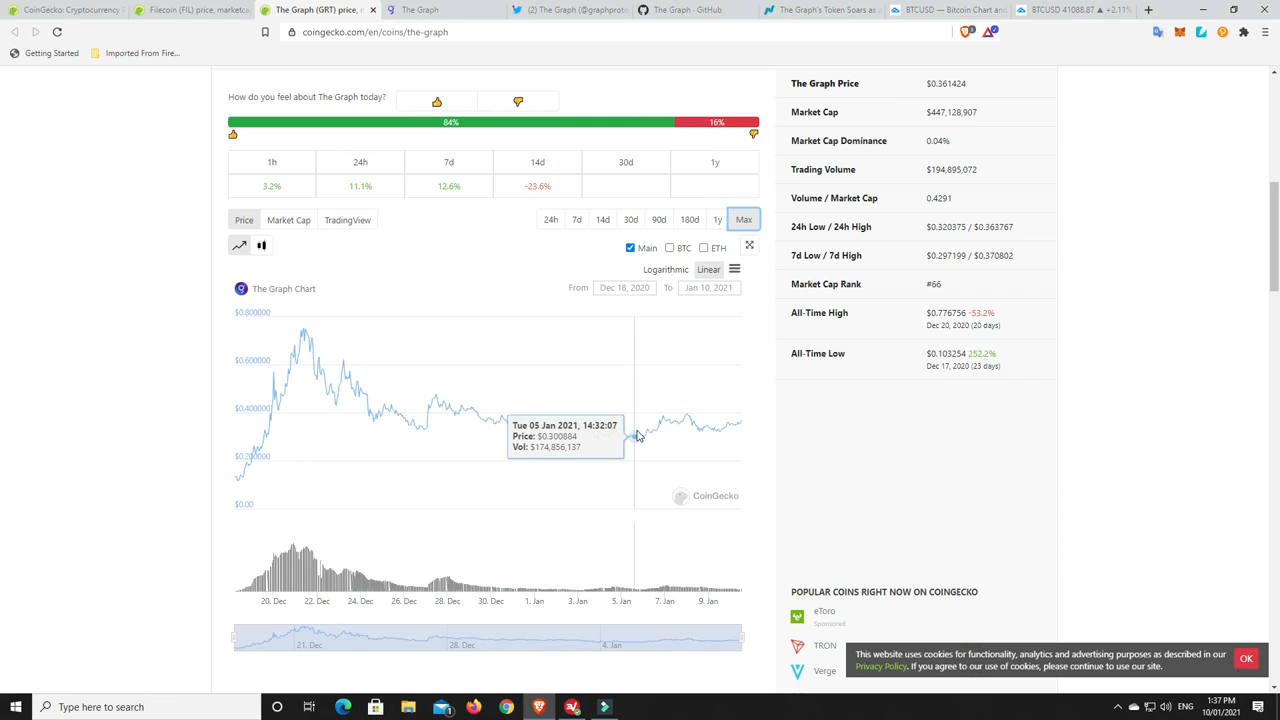 CoinGecko: Cryptocurrency P
Filecoin (FIL) price, marketca
The Graph (GRT) price,
The Graph
(2) The Graph (@graphproto
The Graph · GitHub
The Graph's Token Soars as
BTCUSD — Bitcoin Chart and
BTCUSD 41088.87 ▲ +2.11%
coingecko.com/en/coins/the-graph
Getting Started
Imported From Fire...
How do you feel about The Graph today?
84%
16%
1h 24h 7d 14d 30d 1y
3.2% 11.1% 12.6% -23.6%
Price Market Cap TradingView
24h 7d 14d 30d 90d 180d 1y Max
Main BTC ETH
Logarithmic Linear
The Graph Chart
From Dec 18, 2020 To Jan 10, 2021
$0.800000
$0.600000
$0.400000
$0.200000
$0.00
Tue 05 Jan 2021, 14:32:07
Price: $0.300884
Vol: $174,856,137
CoinGecko
20. Dec 22. Dec 24. Dec 26. Dec 28. Dec 30. Dec 1. Jan 3. Jan 5. Jan 7. Jan 9. Jan
21. Dec 28. Dec 4. Jan
The Graph Price $0.361424
Market Cap $447,128,907
Market Cap Dominance 0.04%
Trading Volume $194,895,072
Volume / Market Cap 0.4291
24h Low / 24h High $0.320375 / $0.363767
7d Low / 7d High $0.297199 / $0.370802
Market Cap Rank #66
All-Time High $0.776756 -53.2%
Dec 20, 2020 (20 days)
All-Time Low $0.103254 252.2%
Dec 17, 2020 (23 days)
POPULAR COINS RIGHT NOW ON COINGECKO
eToro
Sponsored
TRON
Verge
This website uses cookies for functionality, analytics and advertising purposes as described in our
Privacy Policy. If you agree to our use of cookies, please continue to use our site.
OK
Type here to search
ENG
1:37 PM
10/01/2021